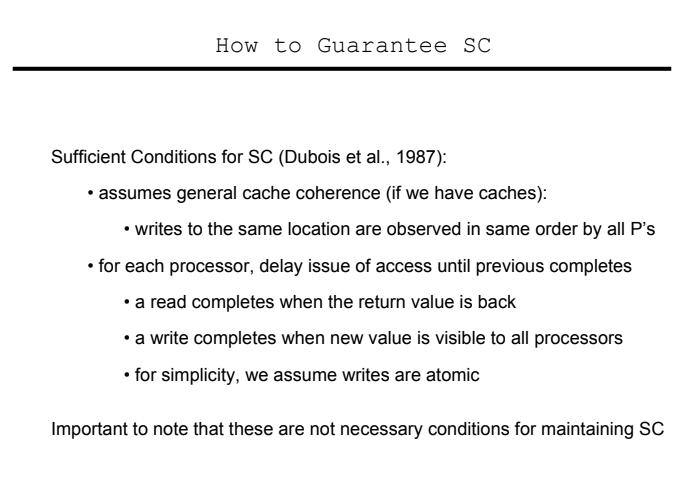 How to Guarantee SC
Sufficient Conditions for SC (Dubois et al., 1987):
• assumes general cache coherence (if we have caches):
• writes to the same location are observed in same order by all P's
• for each processor, delay issue of access until previous completes
• a read completes when the return value is back
• a write completes when new value is visible to all processors
• for simplicity, we assume writes are atomic
Important to note that these are not necessary conditions for maintaining SC